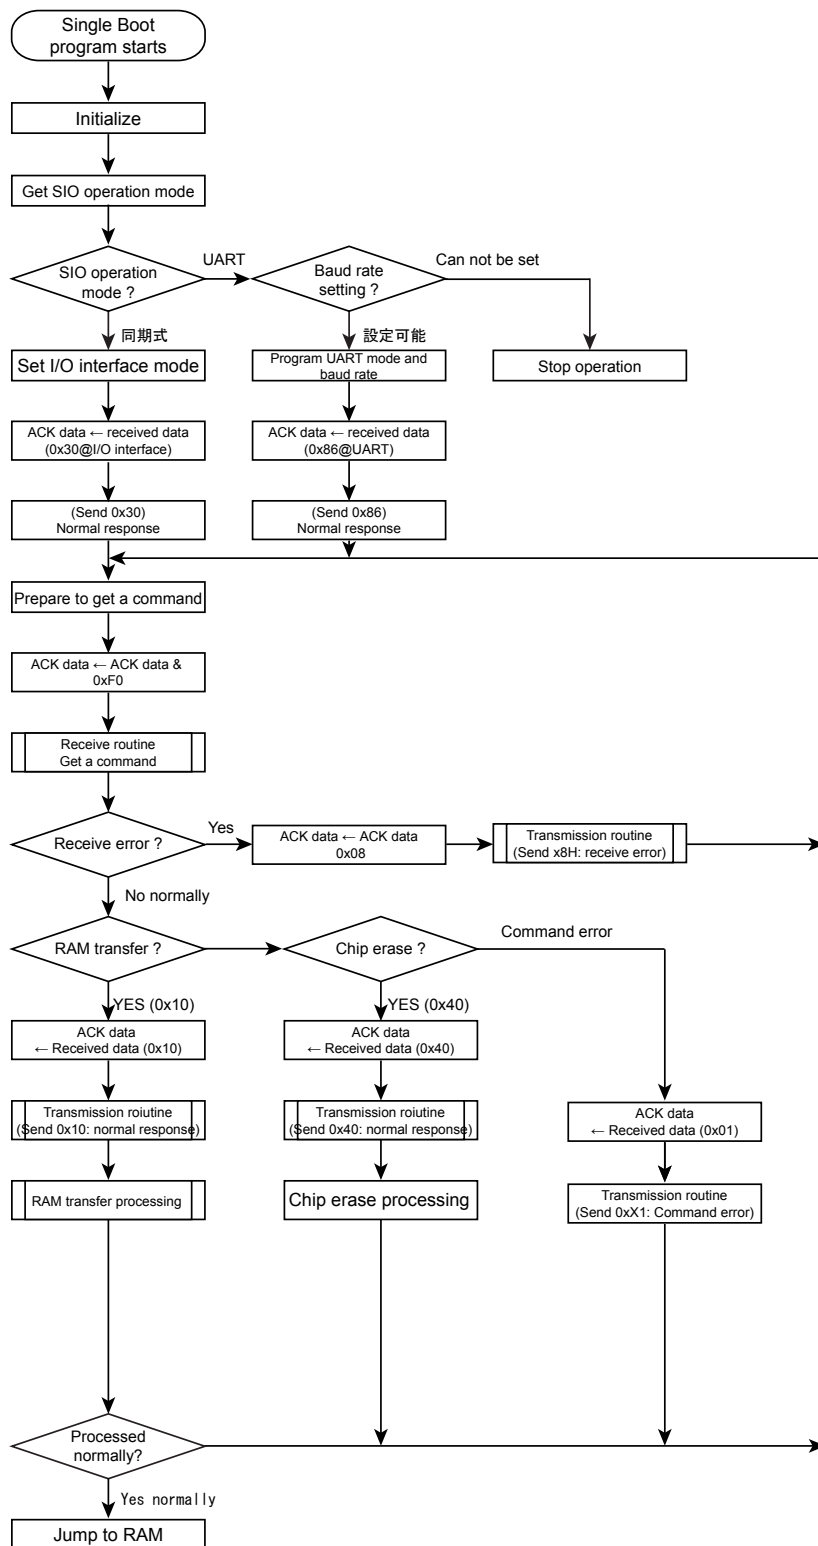 Single Boot
program starts
Initialize
Get SIO operation mode
SIO operation
mode ?
UART
Baud rate
setting ?
Can not be set
同期式
設定可能
Set I/O interface mode
Program UART mode and
baud rate
Stop operation
ACK data ← received data
(0x30@I/O interface)
ACK data ← received data
(0x86@UART)
(Send 0x30)
Normal response
(Send 0x86)
Normal response
Prepare to get a command
ACK data ← ACK data &
0xF0
Receive routine
Get a command
Receive error ?
Yes
ACK data ← ACK data
0x08
Transmission routine
(Send x8H: receive error)
No normally
RAM transfer ?
Chip erase ?
Command error
YES (0x10)
YES (0x40)
ACK data
← Received data (0x10)
ACK data
← Received data (0x40)
Transmission roiutine
(Send 0x10: normal response)
Transmission roiutine
(Send 0x40: normal response)
ACK data
← Received data (0x01)
RAM transfer processing
Chip erase processing
Transmission routine
(Send 0xX1: Command error)
Processed
normally?
Yes normally
Jump to RAM